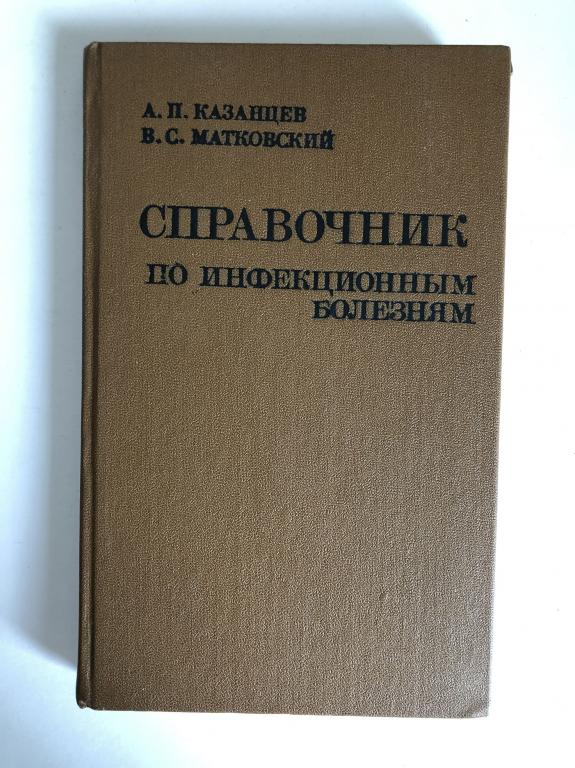 А. П. КАЗАНЦЕВ
В. С. МАТКОВСКИЙ
СПРАВОЧНИК
ПО ИНФЕКЦИОННЫМ
БОЛЕЗНЯМ